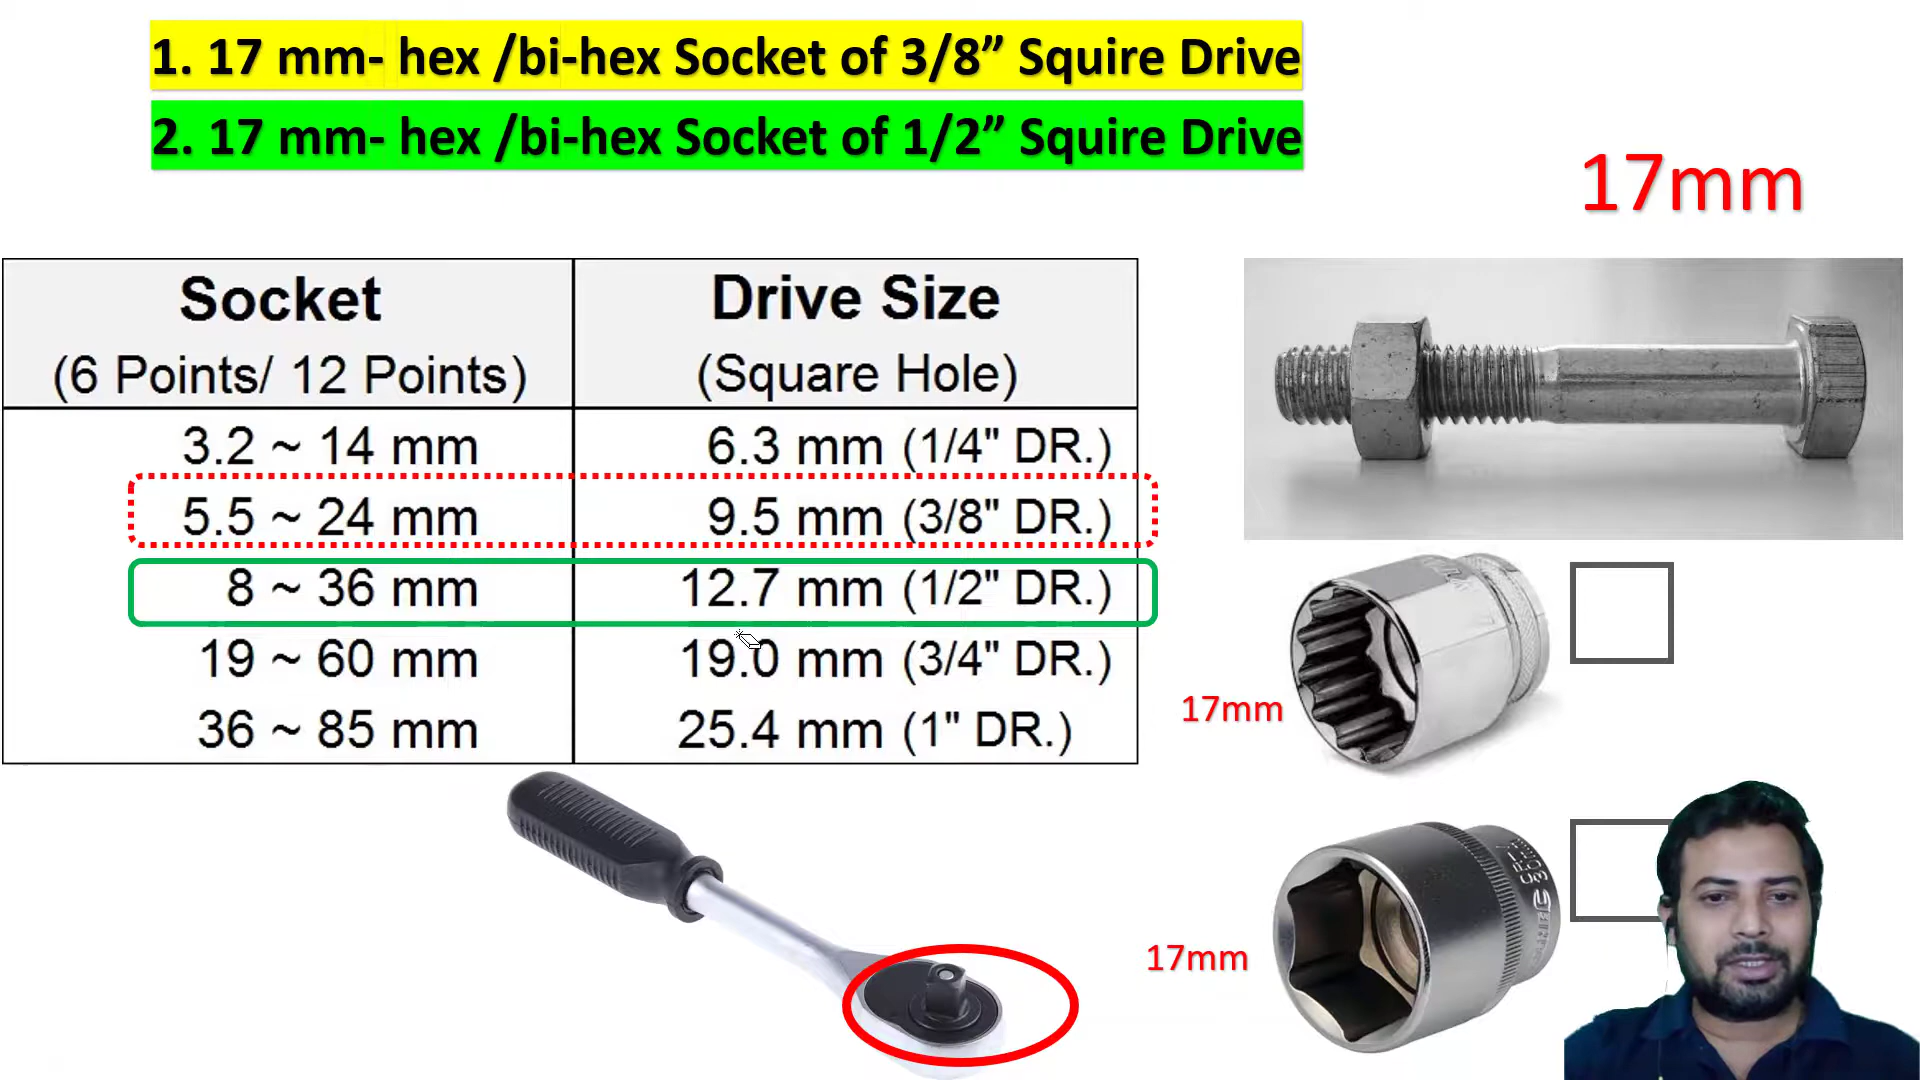 1. 17 mm- hex /bi-hex Socket of 3/8” Squire Drive
2. 17 mm- hex /bi-hex Socket of 1/2” Squire Drive
17mm
Socket Drive Size
(6 Points/ 12 Points) (Square Hole)
3.2 ~ 14 mm 6.3 mm (1/4" DR.)
5.5 ~ 24 mm 9.5 mm (3/8" DR.)
8 ~ 36 mm 12.7 mm (1/2" DR.)
19 ~ 60 mm 19.0 mm (3/4" DR.)
36 ~ 85 mm 25.4 mm (1" DR.)
17mm
17mm